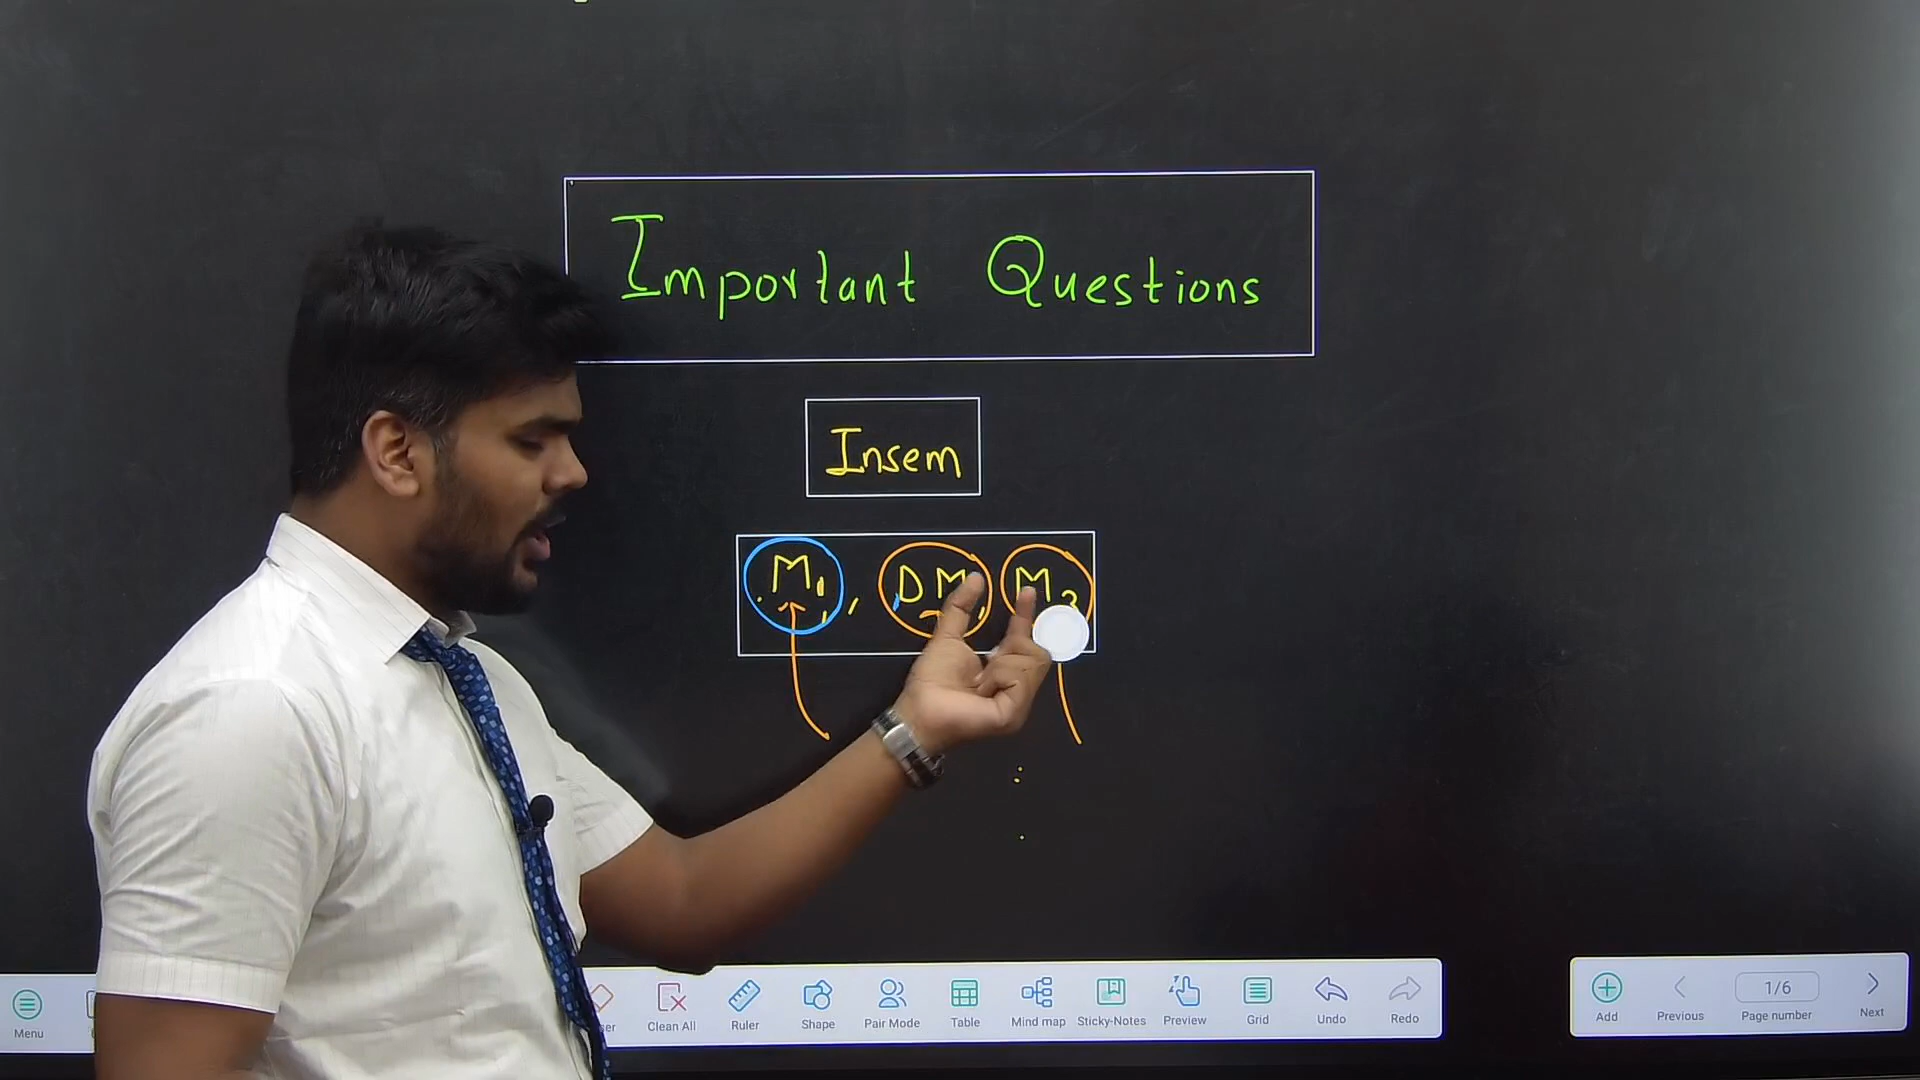 Important Questions
Insem
M1, DM, M3
Menu Clean All Ruler Shape Pair Mode Table Mind map Sticky-Notes Preview Grid Undo Redo Add Previous 1/6 Page number Next